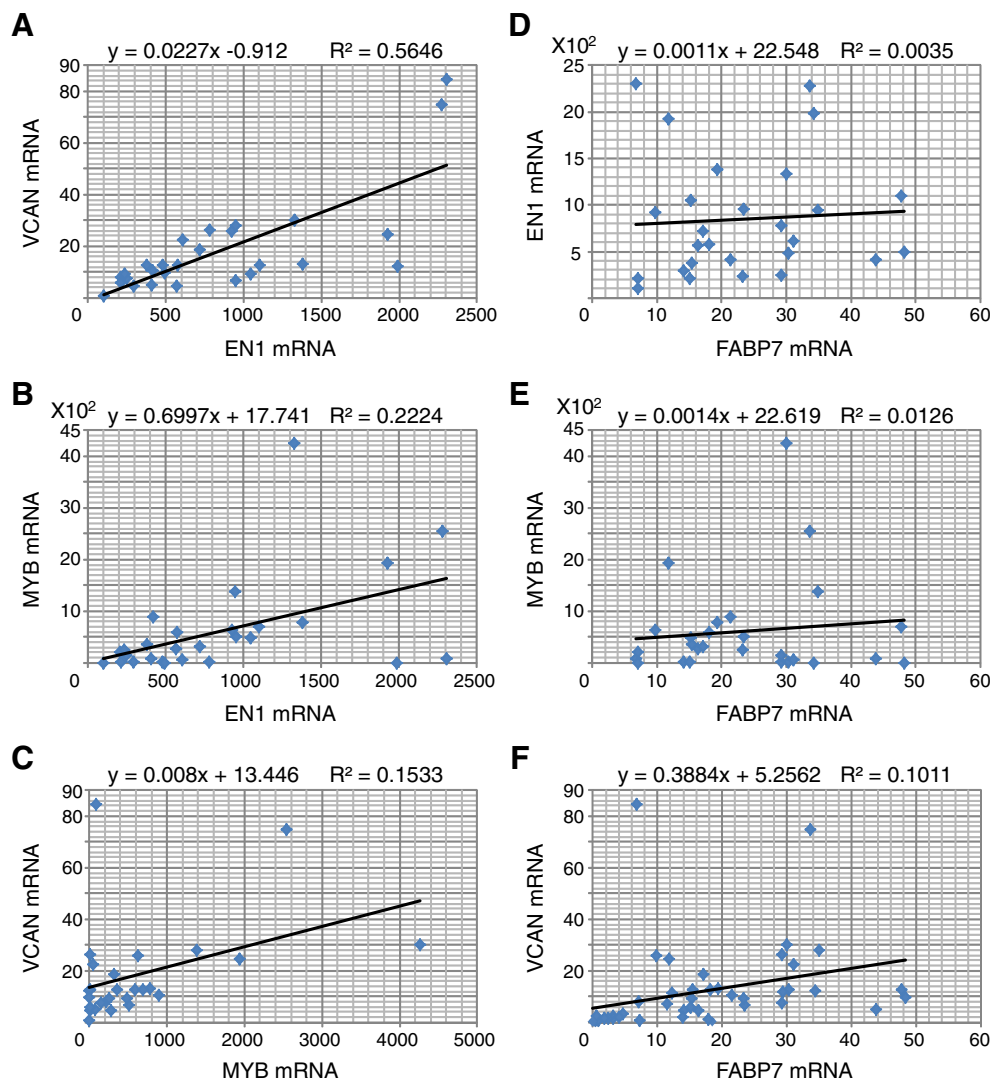 A
y = 0.0227x -0.912 R² = 0.5646
90
80
60
40
20
0 500 1000 1500 2000 2500
VCAN mRNA
EN1 mRNA
B
X10²
y = 0.6997x + 17.741 R² = 0.2224
45
40
30
20
10
0 500 1000 1500 2000 2500
MYB mRNA
EN1 mRNA
C
y = 0.008x + 13.446 R² = 0.1533
90
80
60
40
20
0 1000 2000 3000 4000 5000
VCAN mRNA
MYB mRNA
D
X10²
y = 0.0011x + 22.548 R² = 0.0035
25
20
15
10
5
0 10 20 30 40 50 60
EN1 mRNA
FABP7 mRNA
E
X10²
y = 0.0014x + 22.619 R² = 0.0126
45
40
30
20
10
0 10 20 30 40 50 60
MYB mRNA
FABP7 mRNA
F
y = 0.3884x + 5.2562 R² = 0.1011
90
80
60
40
20
0 10 20 30 40 50 60
VCAN mRNA
FABP7 mRNA